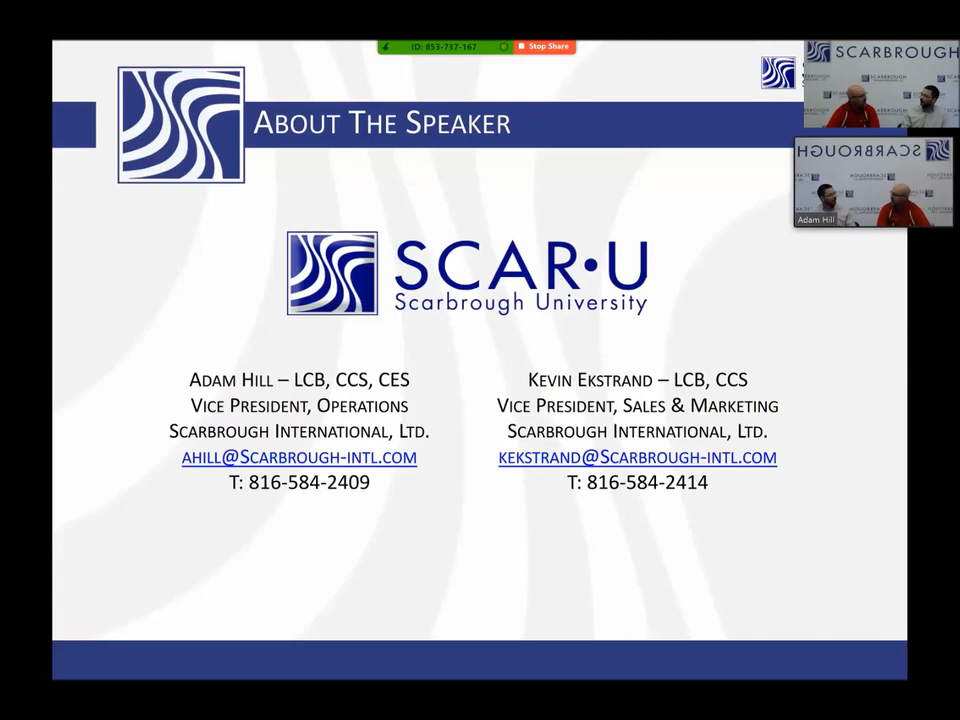 ID: 853-737-167
Stop Share
SCARBROUGH
ABOUT THE SPEAKER
SCARBROUGH
Adam Hill
SCAR•U
Scarbrough University
ADAM HILL – LCB, CCS, CES
VICE PRESIDENT, OPERATIONS
SCARBROUGH INTERNATIONAL, LTD.
AHILL@SCARBROUGH-INTL.COM
T: 816-584-2409
KEVIN EKSTRAND – LCB, CCS
VICE PRESIDENT, SALES & MARKETING
SCARBROUGH INTERNATIONAL, LTD.
KEKSTRAND@SCARBROUGH-INTL.COM
T: 816-584-2414